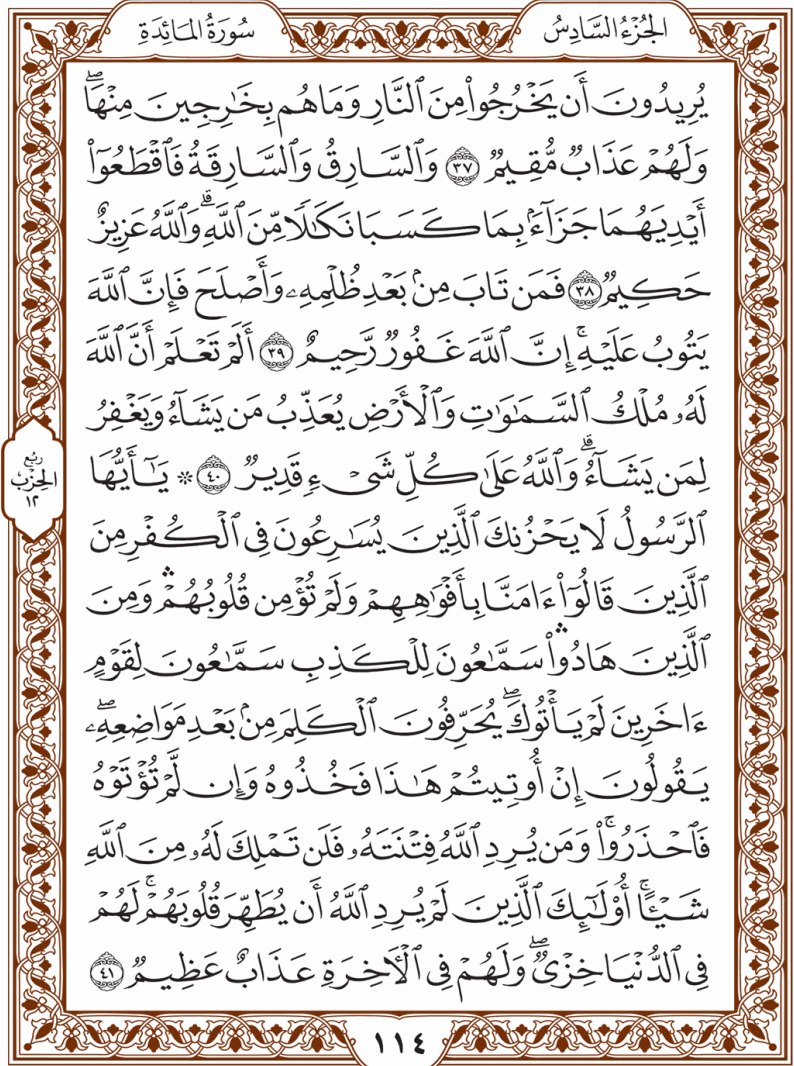 الجُزْءُ السَّادِسُ
سُورَةُ المَائِدَةِ
يُرِيدُونَ أَن يَخْرُجُوا۟ مِنَ ٱلنَّارِ وَمَا هُم بِخَـٰرِجِينَ مِنْهَاۖ
وَلَهُمْ عَذَابٌ مُّقِيمٌ ٣٧ وَٱلسَّارِقُ وَٱلسَّارِقَةُ فَٱقْطَعُوٓا۟
أَيْدِيَهُمَا جَزَآءًۢ بِمَا كَسَبَا نَكَـٰلًا مِّنَ ٱللَّهِۗ وَٱللَّهُ عَزِيزٌ
حَكِيمٌ ٣٨ فَمَن تَابَ مِنۢ بَعْدِ ظُلْمِهِۦ وَأَصْلَحَ فَإِنَّ ٱللَّهَ
يَتُوبُ عَلَيْهِۚ إِنَّ ٱللَّهَ غَفُورٌ رَّحِيمٌ ٣٩ أَلَمْ تَعْلَمْ أَنَّ ٱللَّهَ
لَهُۥ مُلْكُ ٱلسَّمَـٰوَٰتِ وَٱلْأَرْضِ يُعَذِّبُ مَن يَشَآءُ وَيَغْفِرُ
لِمَن يَشَآءُۗ وَٱللَّهُ عَلَىٰ كُلِّ شَىْءٍ قَدِيرٌ ٤٠ ۞ يَـٰٓأَيُّهَا
ٱلرَّسُولُ لَا يَحْزُنكَ ٱلَّذِينَ يُسَـٰرِعُونَ فِى ٱلْكُفْرِ مِنَ
ٱلَّذِينَ قَالُوٓا۟ ءَامَنَّا بِأَفْوَٰهِهِمْ وَلَمْ تُؤْمِن قُلُوبُهُمْۛ وَمِنَ
ٱلَّذِينَ هَادُوا۟ۛ سَمَّـٰعُونَ لِلْكَذِبِ سَمَّـٰعُونَ لِقَوْمٍ
ءَاخَرِينَ لَمْ يَأْتُوكَۖ يُحَرِّفُونَ ٱلْكَلِمَ مِنۢ بَعْدِ مَوَاضِعِهِۦۖ
يَقُولُونَ إِنْ أُوتِيتُمْ هَـٰذَا فَخُذُوهُ وَإِن لَّمْ تُؤْتَوْهُ
فَٱحْذَرُوا۟ۚ وَمَن يُرِدِ ٱللَّهُ فِتْنَتَهُۥ فَلَن تَمْلِكَ لَهُۥ مِنَ ٱللَّهِ
شَيْـًٔاۚ أُو۟لَـٰٓئِكَ ٱلَّذِينَ لَمْ يُرِدِ ٱللَّهُ أَن يُطَهِّرَ قُلُوبَهُمْۚ لَهُمْ
فِى ٱلدُّنْيَا خِزْىٌۖ وَلَهُمْ فِى ٱلْـَٔاخِرَةِ عَذَابٌ عَظِيمٌ ٤١
رُبُع
الحِزْب
١٢
١١٤